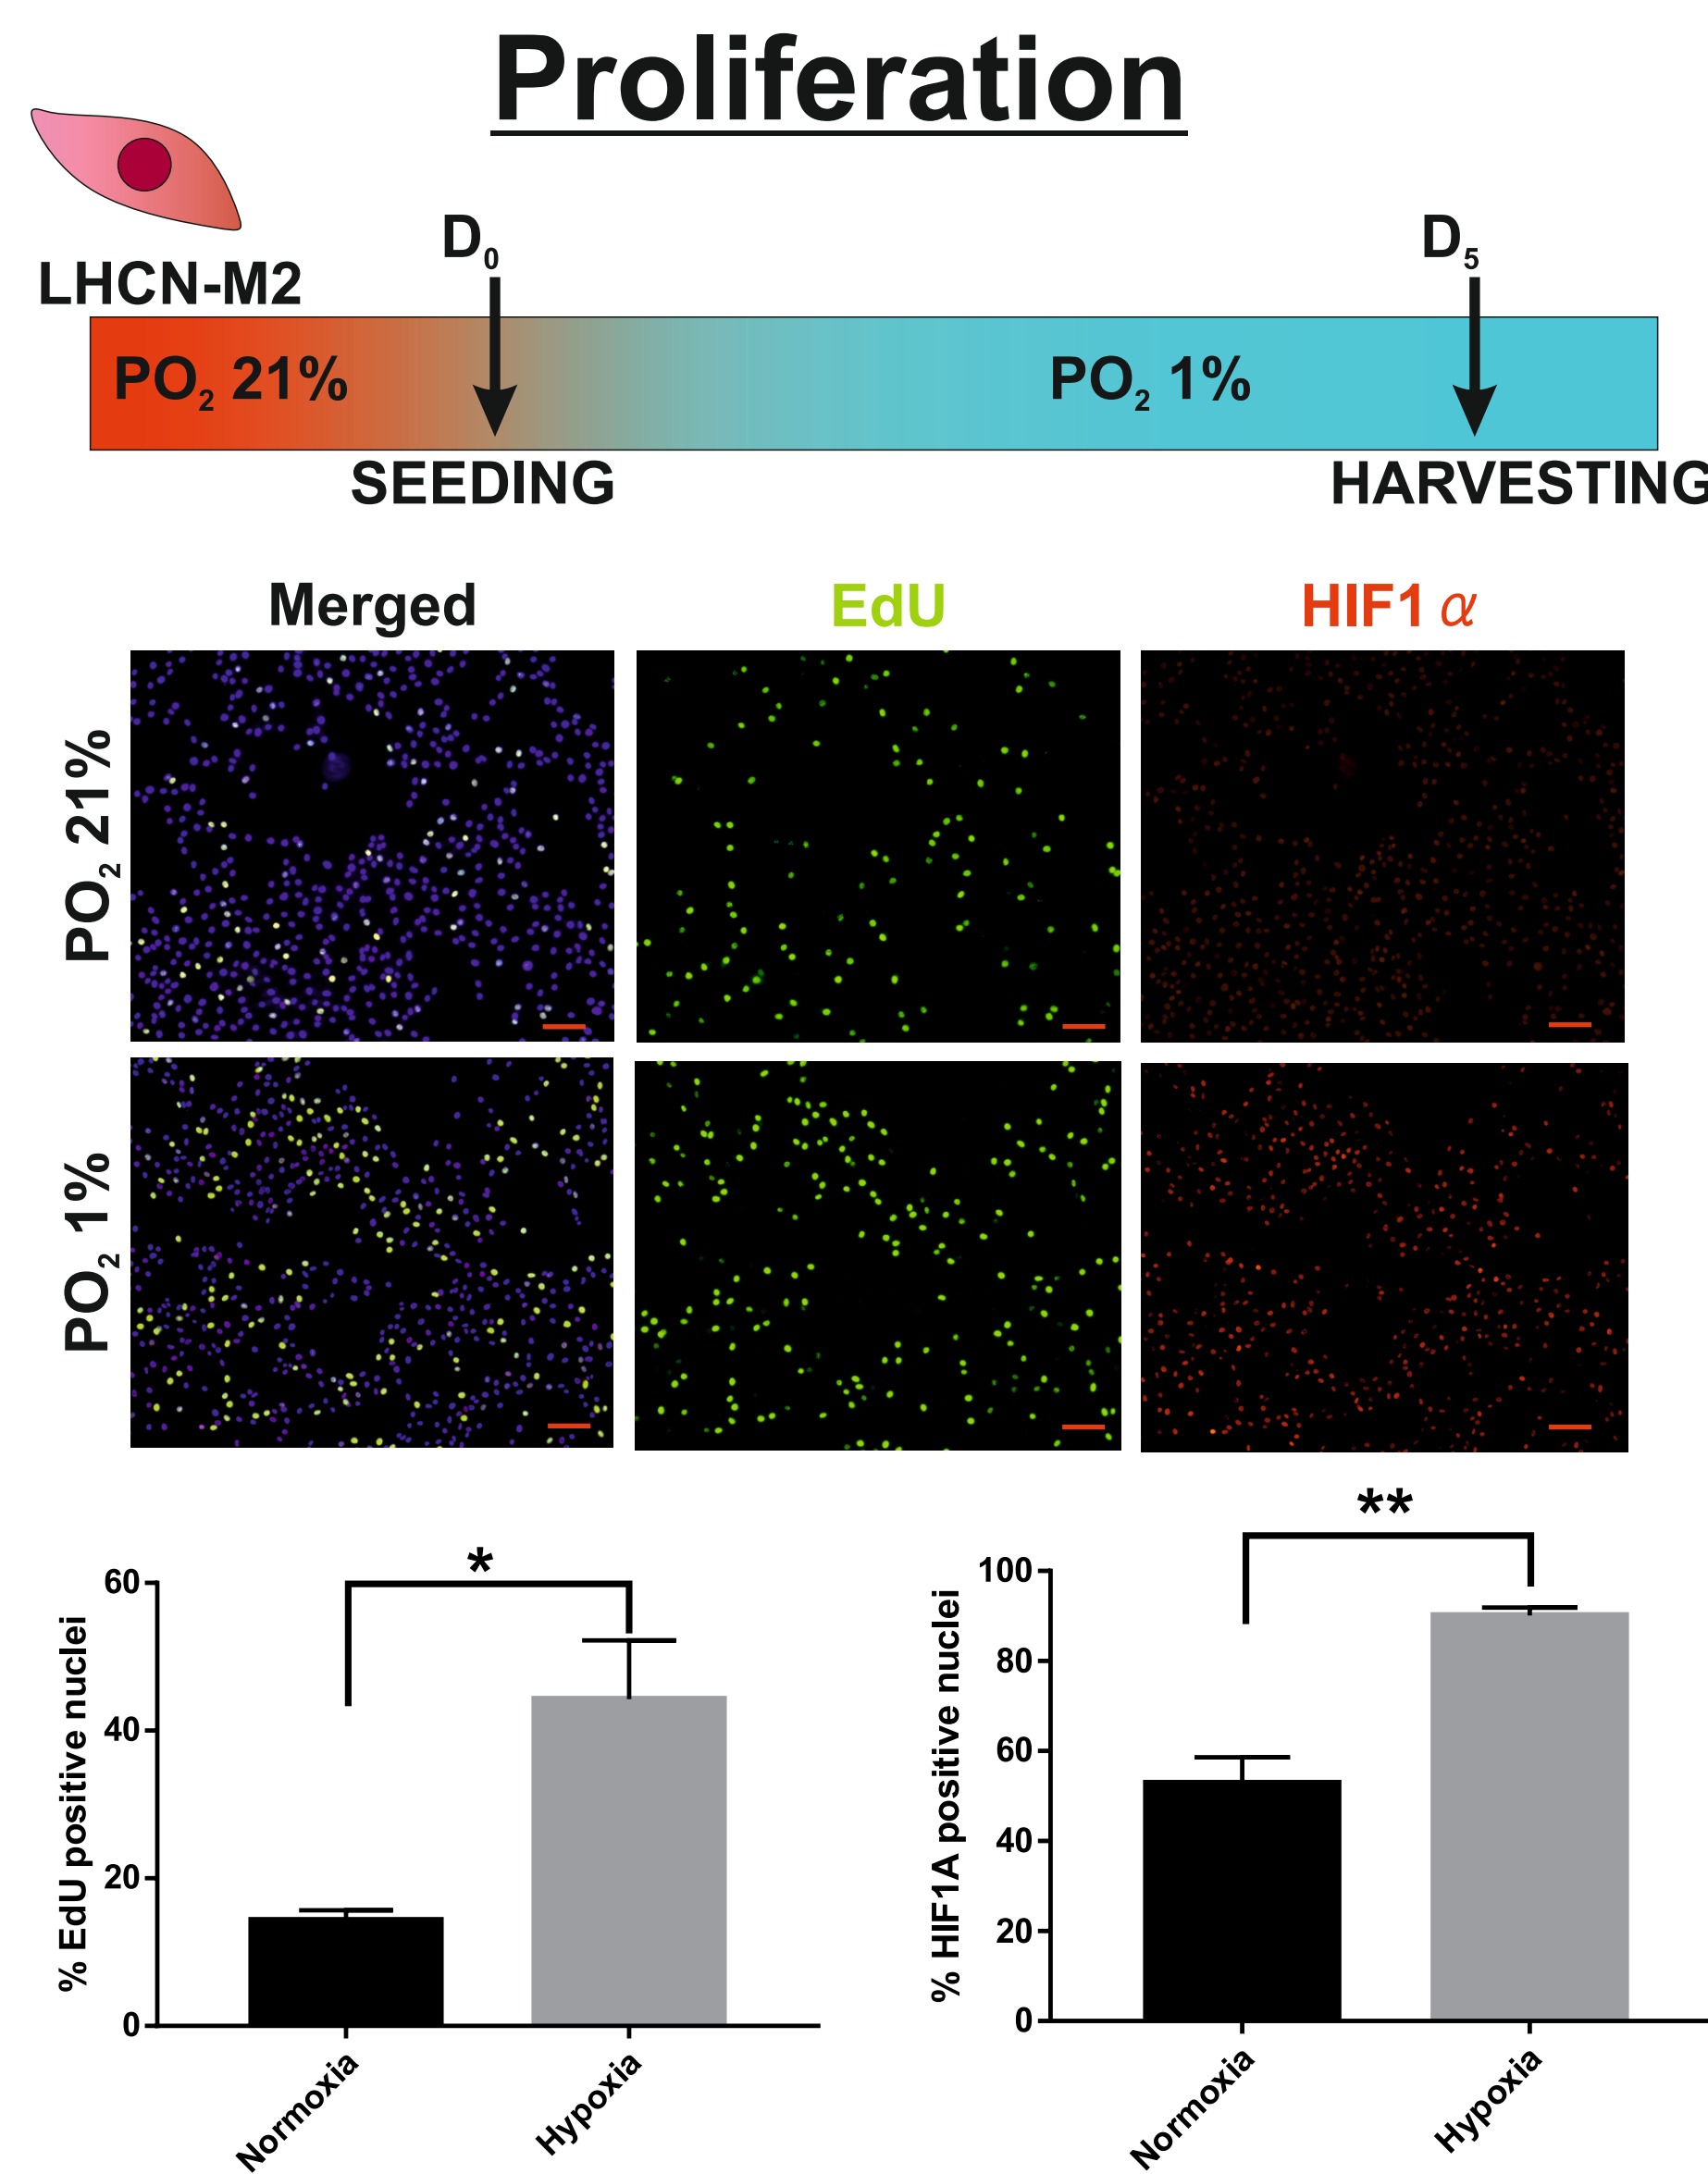 Proliferation
LHCN-M2
D0
D5
PO2 21%
PO2 1%
SEEDING
HARVESTING
Merged
EdU
HIF1 α
PO2 21%
PO2 1%
*
% EdU positive nuclei
60
40
20
0
Normoxia
Hypoxia
**
% HIF1A positive nuclei
100
80
60
40
20
0
Normoxia
Hypoxia